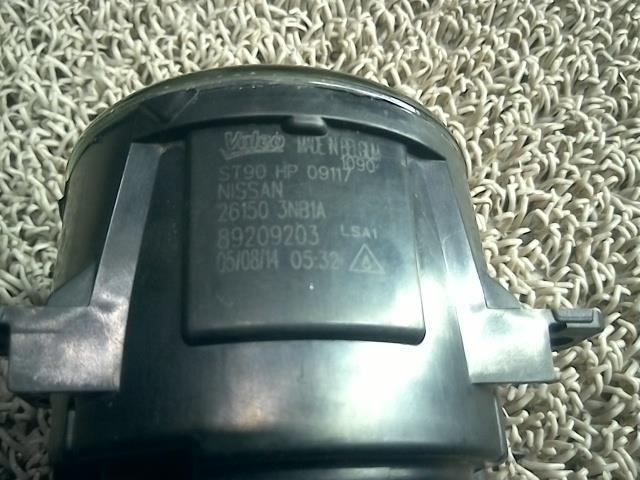 Valeo MADE IN BELGIUM
1090
ST90 HP 09117
NISSAN
26150 3NB1A
89209203 LSA1
05/08/14 05:32